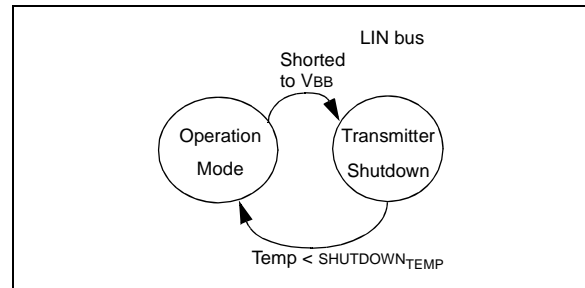 LIN bus
Shorted
to VBB
Operation
Mode
Transmitter
Shutdown
Temp < SHUTDOWNTEMP